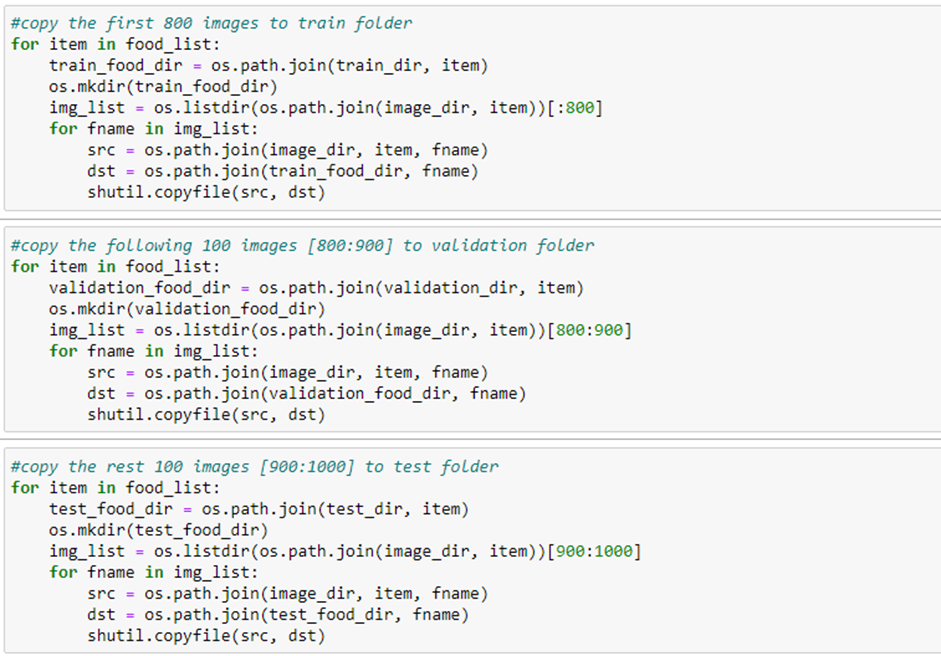 #copy the first 800 images to train folder
for item in food_list:
    train_food_dir = os.path.join(train_dir, item)
    os.mkdir(train_food_dir)
    img_list = os.listdir(os.path.join(image_dir, item))[:800]
    for fname in img_list:
        src = os.path.join(image_dir, item, fname)
        dst = os.path.join(train_food_dir, fname)
        shutil.copyfile(src, dst)
#copy the following 100 images [800:900] to validation folder
for item in food_list:
    validation_food_dir = os.path.join(validation_dir, item)
    os.mkdir(validation_food_dir)
    img_list = os.listdir(os.path.join(image_dir, item))[800:900]
    for fname in img_list:
        src = os.path.join(image_dir, item, fname)
        dst = os.path.join(validation_food_dir, fname)
        shutil.copyfile(src, dst)
#copy the rest 100 images [900:1000] to test folder
for item in food_list:
    test_food_dir = os.path.join(test_dir, item)
    os.mkdir(test_food_dir)
    img_list = os.listdir(os.path.join(image_dir, item))[900:1000]
    for fname in img_list:
        src = os.path.join(image_dir, item, fname)
        dst = os.path.join(test_food_dir, fname)
        shutil.copyfile(src, dst)